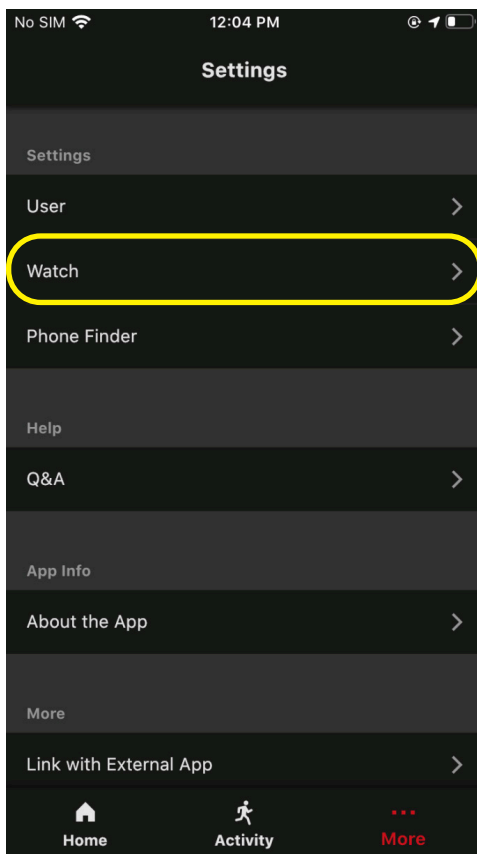 No SIM 12:04 PM
Settings
Settings
User
Watch
Phone Finder
Help
Q&A
App Info
About the App
More
Link with External App
Home Activity More